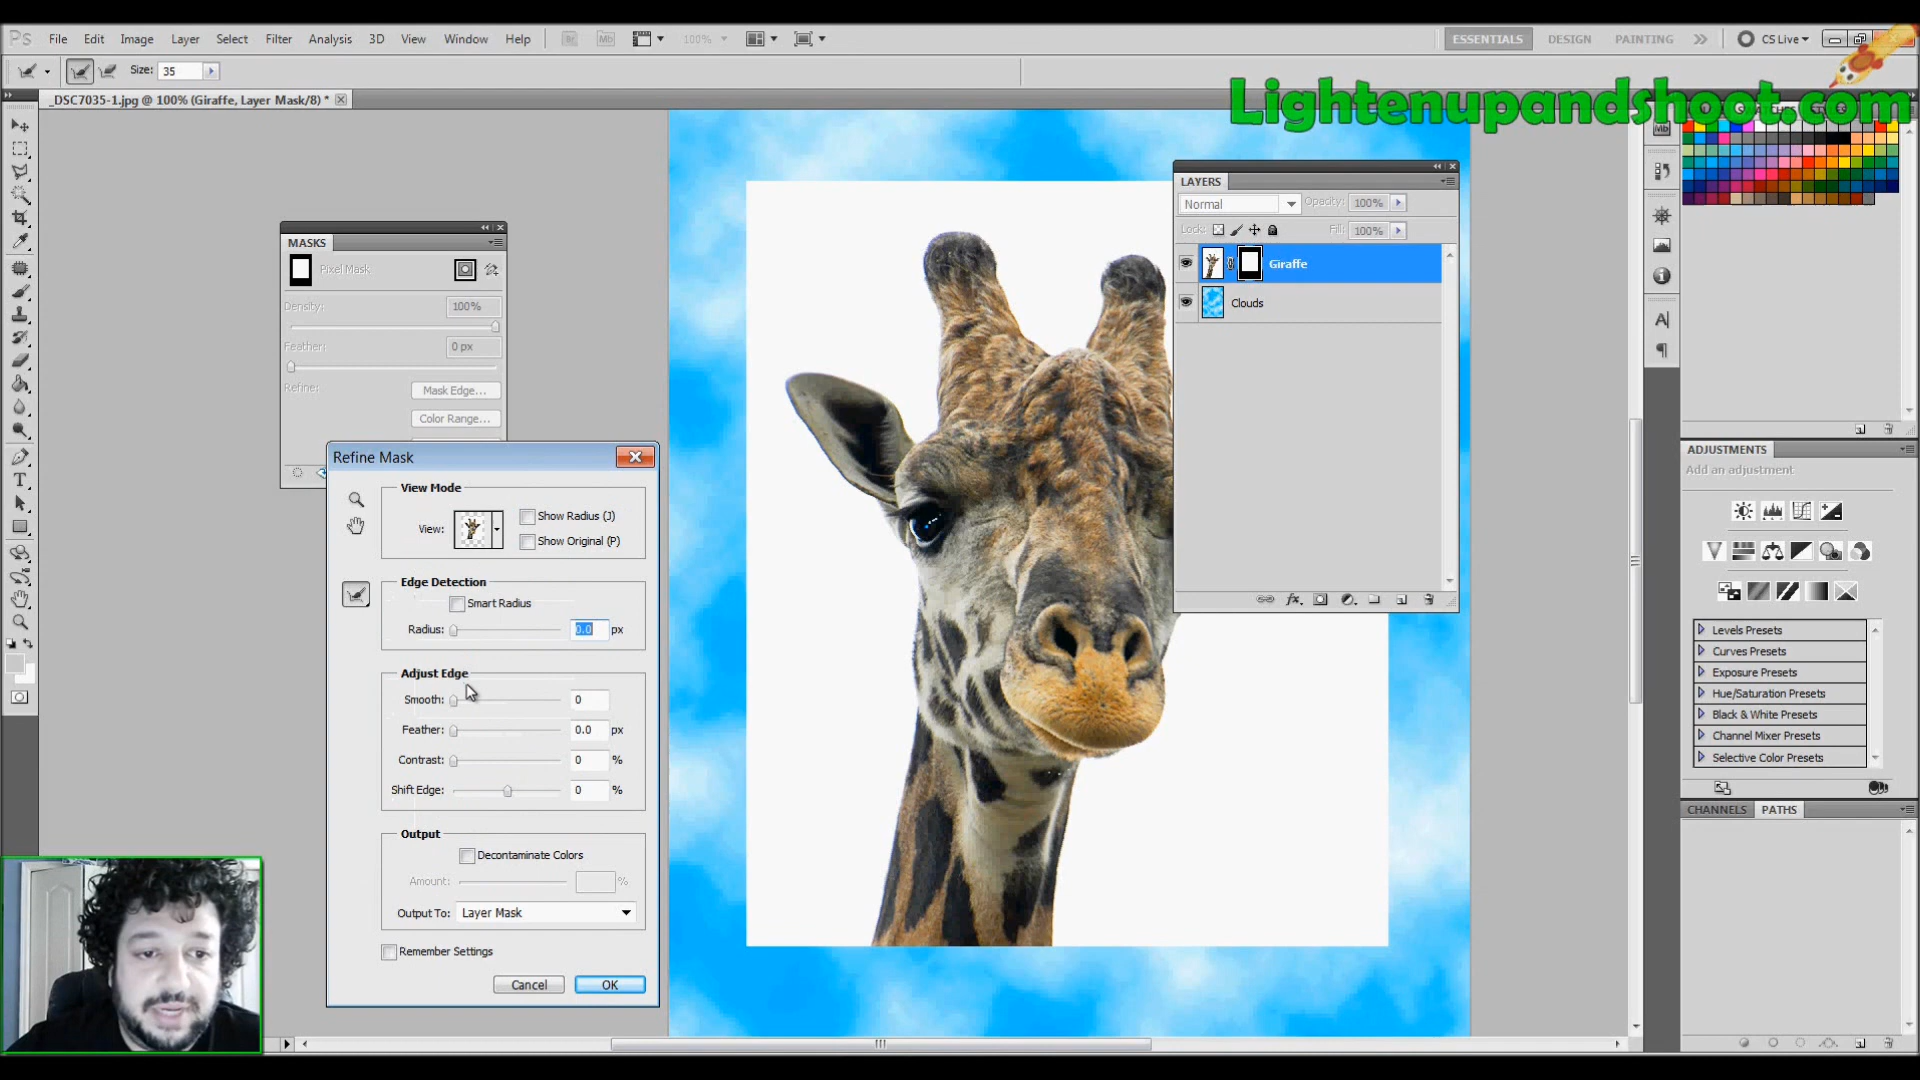 Ps File Edit Image Layer Select Filter Analysis 3D View Window Help Br Mb 100% ESSENTIALS DESIGN PAINTING CS Live
Size: 35
Lightenupandshoot.com
_DSC7035-1.jpg @ 100% (Giraffe, Layer Mask/8) *
Mb
MASKS
Pixel Mask
Density: 100%
Feather: 0 px
Refine: Mask Edge...
Color Range...
LAYERS
Normal Opacity: 100%
Lock: Fill: 100%
Giraffe
Clouds
Refine Mask
View Mode
View: Show Radius (J)
Show Original (P)
Edge Detection
Smart Radius
Radius: 0.0 px
Adjust Edge
Smooth: 0
Feather: 0.0 px
Contrast: 0 %
Shift Edge: 0 %
Output
Decontaminate Colors
Amount: %
Output To: Layer Mask
Remember Settings
Cancel OK
ADJUSTMENTS
Add an adjustment
Levels Presets
Curves Presets
Exposure Presets
Hue/Saturation Presets
Black & White Presets
Channel Mixer Presets
Selective Color Presets
CHANNELS PATHS